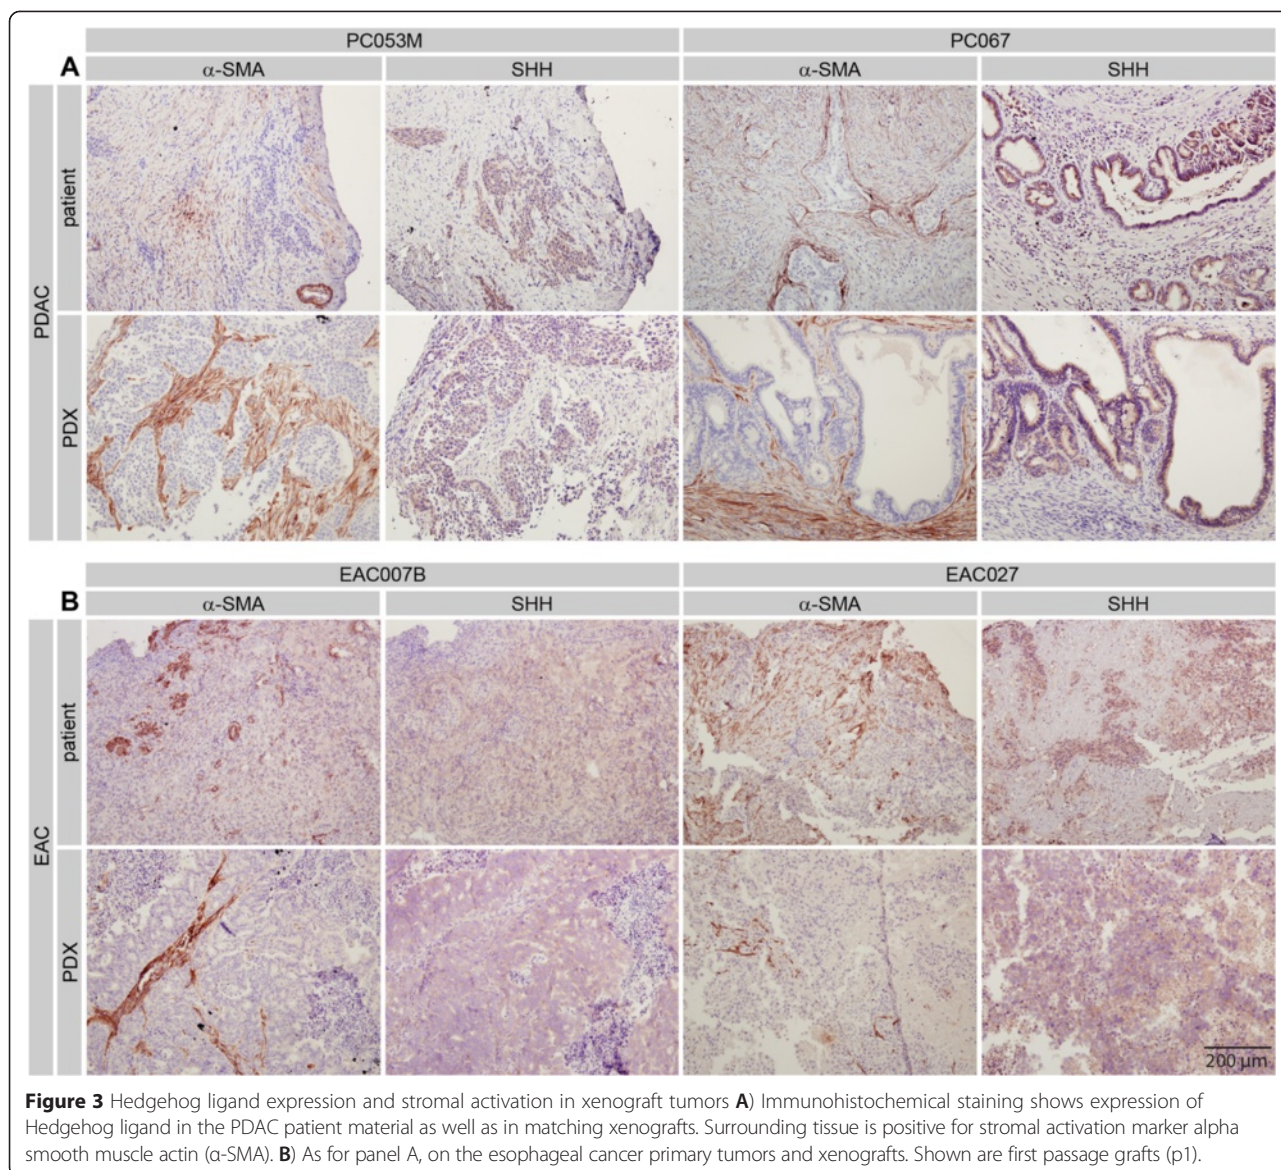 PC053M PC067
A α-SMA SHH α-SMA SHH
PDAC
patient
PDX
EAC007B EAC027
B α-SMA SHH α-SMA SHH
EAC
patient
PDX
200 µm
Figure 3 Hedgehog ligand expression and stromal activation in xenograft tumors A) Immunohistochemical staining shows expression of
Hedgehog ligand in the PDAC patient material as well as in matching xenografts. Surrounding tissue is positive for stromal activation marker alpha
smooth muscle actin (α-SMA). B) As for panel A, on the esophageal cancer primary tumors and xenografts. Shown are first passage grafts (p1).